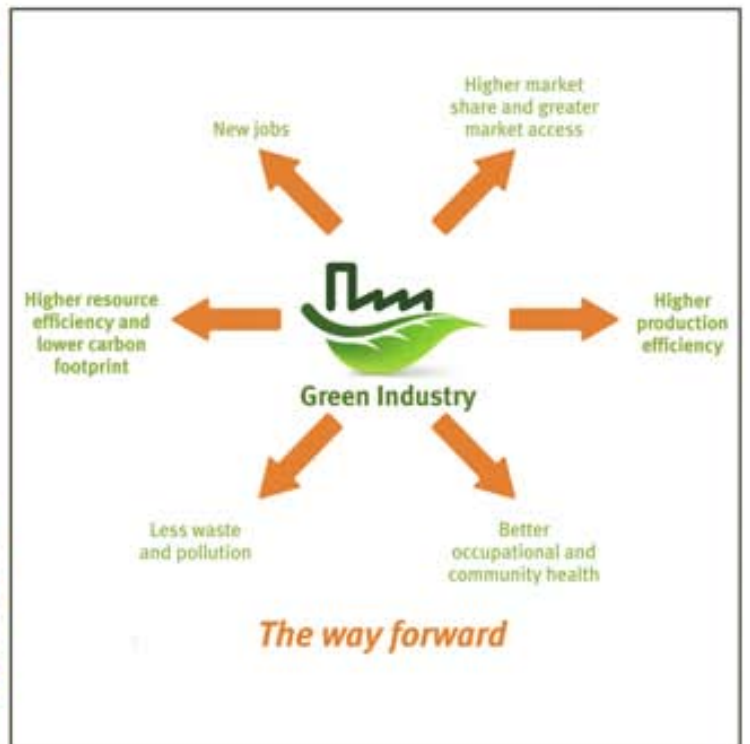 Higher market
share and greater
market access
New jobs
Higher resource
efficiency and
lower carbon
footprint
Higher
production
efficiency
Green Industry
Less waste
and pollution
Better
occupational and
community health
The way forward